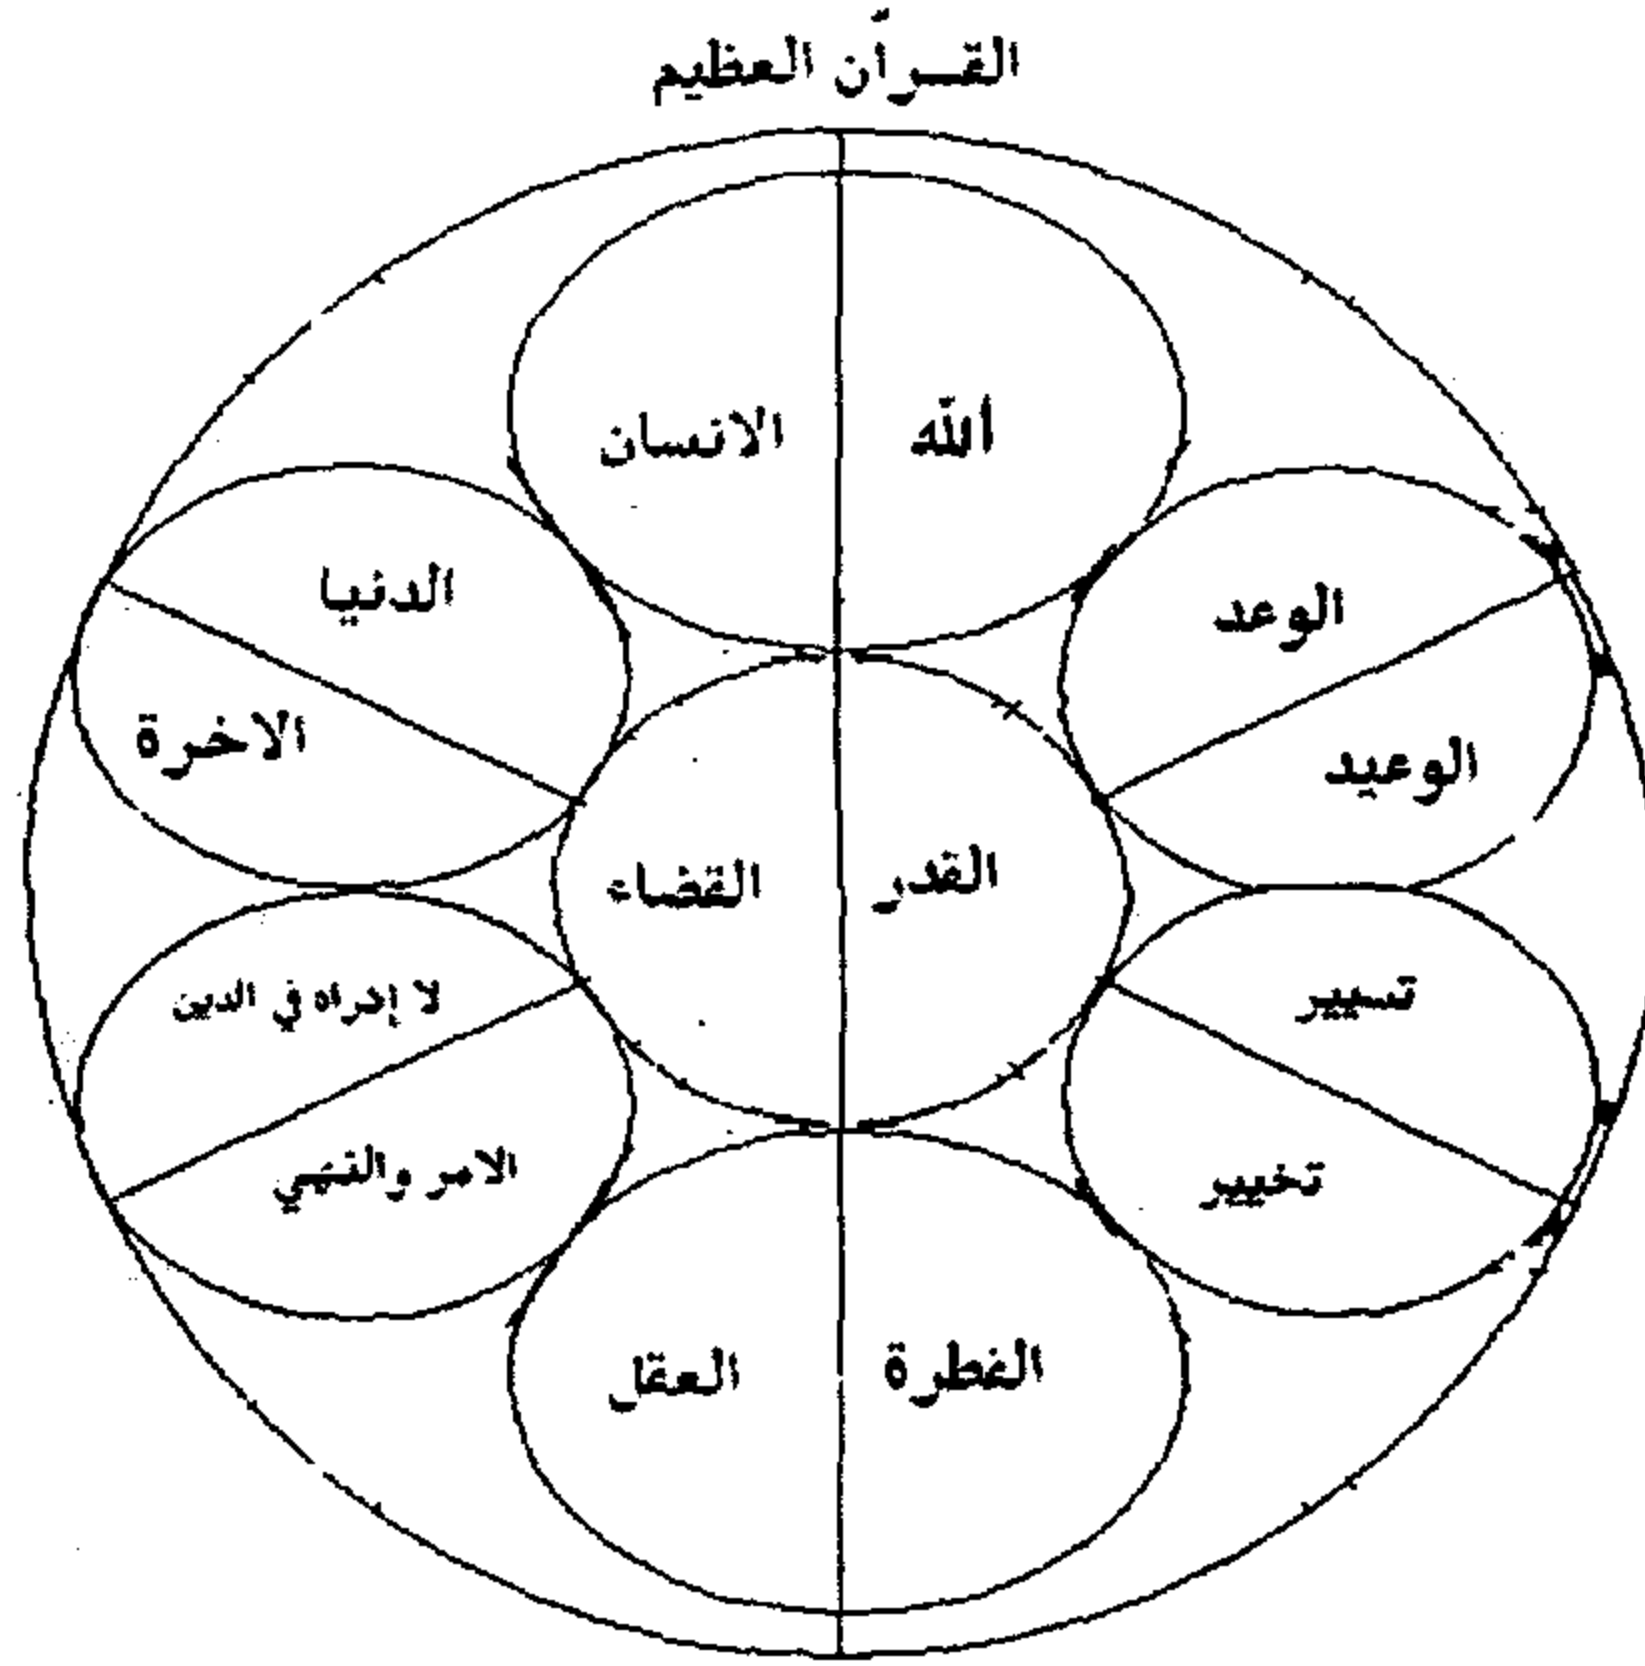 القرآن العظيم
الله
الانسان
الوعد
الوعيد
الدنيا
الاخرة
القدر
القضاء
تسيير
تخيير
لا إكراه في الدين
الامر والنهي
الفطرة
العقل